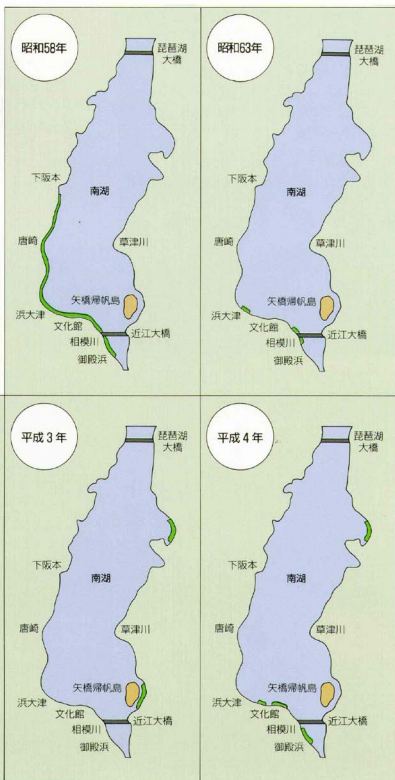 昭和58年
琵琶湖
大橋
下阪本
南湖
唐崎
草津川
矢橋帰帆島
浜大津
文化館
近江大橋
相模川
御殿浜
昭和63年
琵琶湖
大橋
下阪本
南湖
唐崎
草津川
矢橋帰帆島
浜大津
文化館
近江大橋
相模川
御殿浜
平成3年
琵琶湖
大橋
下阪本
南湖
唐崎
草津川
矢橋帰帆島
浜大津
文化館
近江大橋
相模川
御殿浜
平成4年
琵琶湖
大橋
下阪本
南湖
唐崎
草津川
矢橋帰帆島
浜大津
文化館
近江大橋
相模川
御殿浜